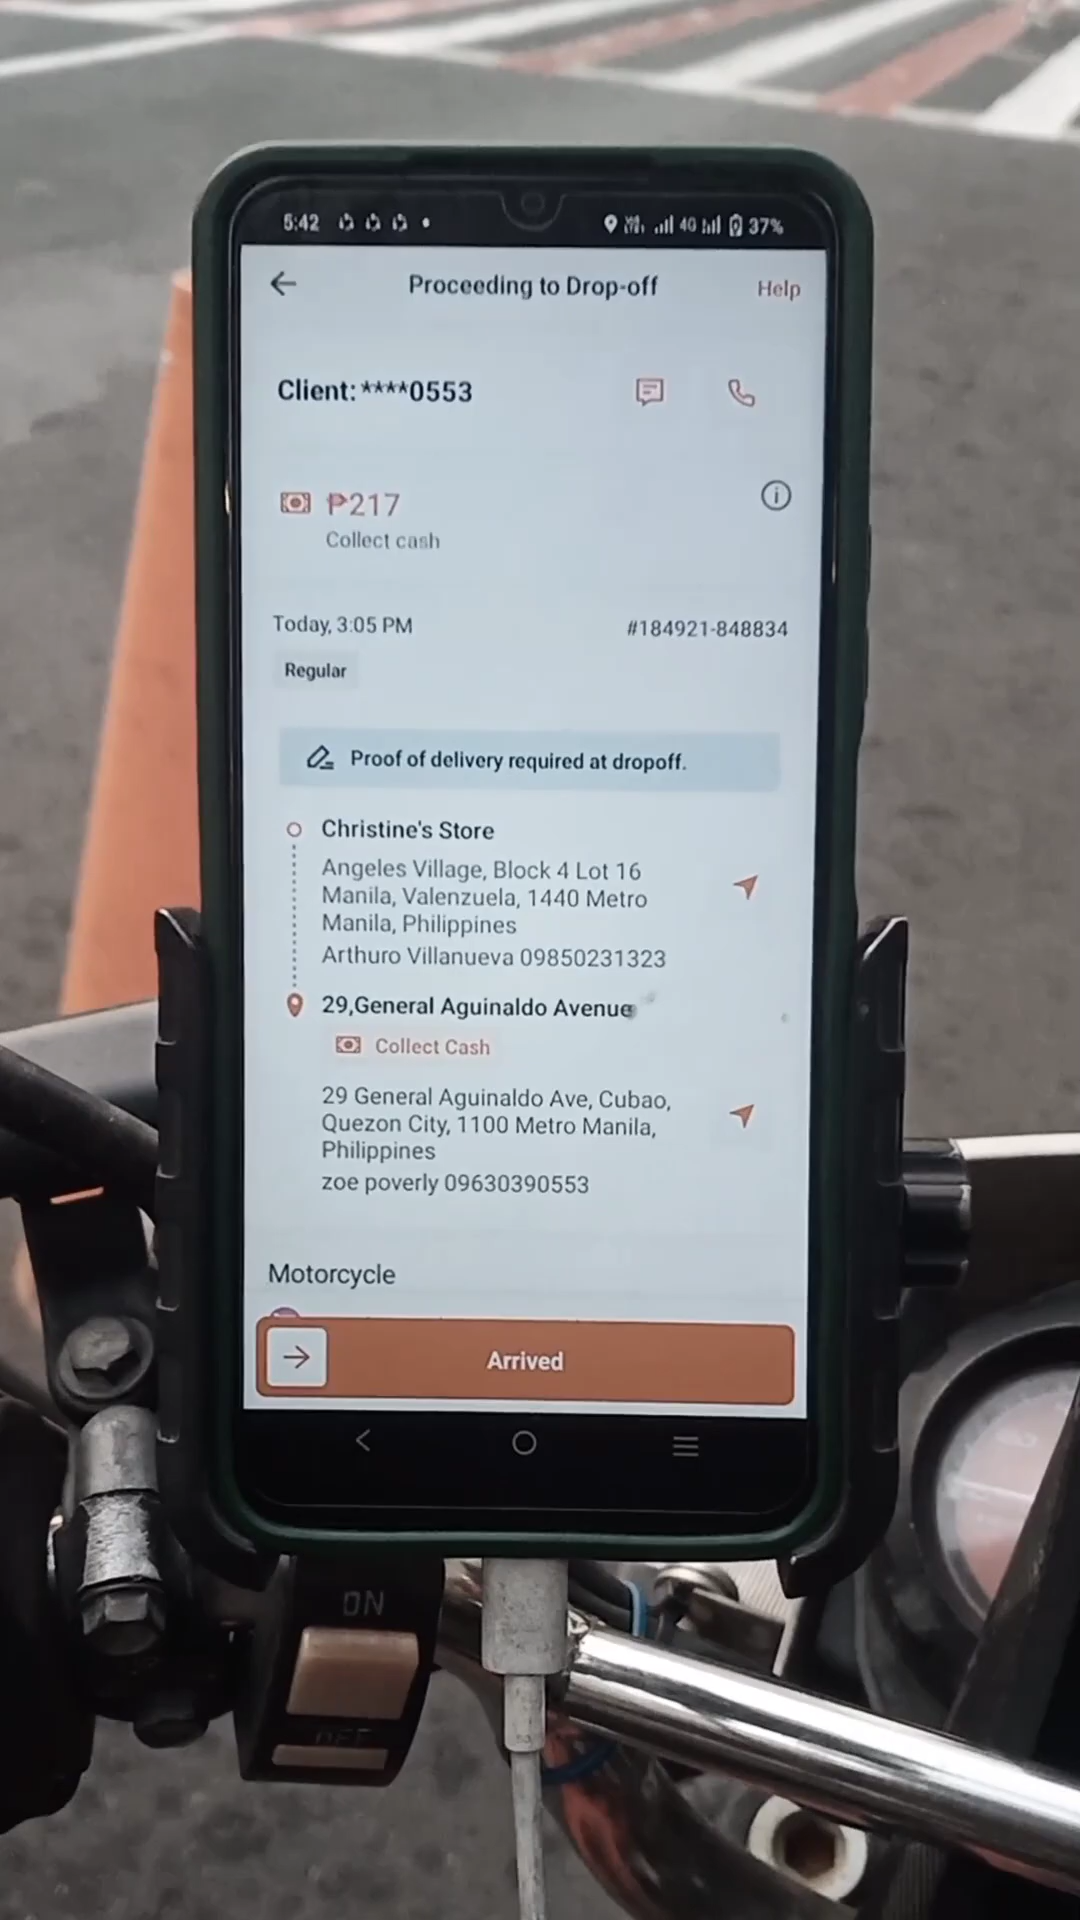 5:42
4G
37%
Proceeding to Drop-off
Help
Client: ****0553
₱217
Collect cash
Today, 3:05 PM
#184921-848834
Regular
Proof of delivery required at dropoff.
Christine's Store
Angeles Village, Block 4 Lot 16
Manila, Valenzuela, 1440 Metro
Manila, Philippines
Arthuro Villanueva 09850231323
29,General Aguinaldo Avenue
Collect Cash
29 General Aguinaldo Ave, Cubao,
Quezon City, 1100 Metro Manila,
Philippines
zoe poverly 09630390553
Motorcycle
Arrived
ON
OFF